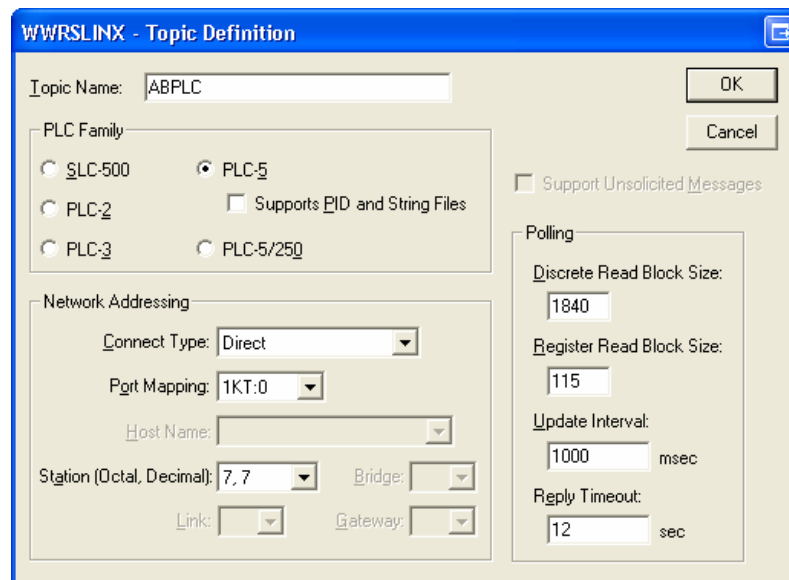 WWRSLINX - Topic Definition
Topic Name: ABPLC
OK
Cancel
PLC Family
SLC-500
PLC-5
PLC-2
Supports PID and String Files
PLC-3
PLC-5/250
Support Unsolicited Messages
Network Addressing
Connect Type: Direct
Port Mapping: 1KT:0
Host Name:
Station (Octal, Decimal): 7, 7
Bridge:
Link:
Gateway:
Polling
Discrete Read Block Size:
1840
Register Read Block Size:
115
Update Interval:
1000 msec
Reply Timeout:
12 sec